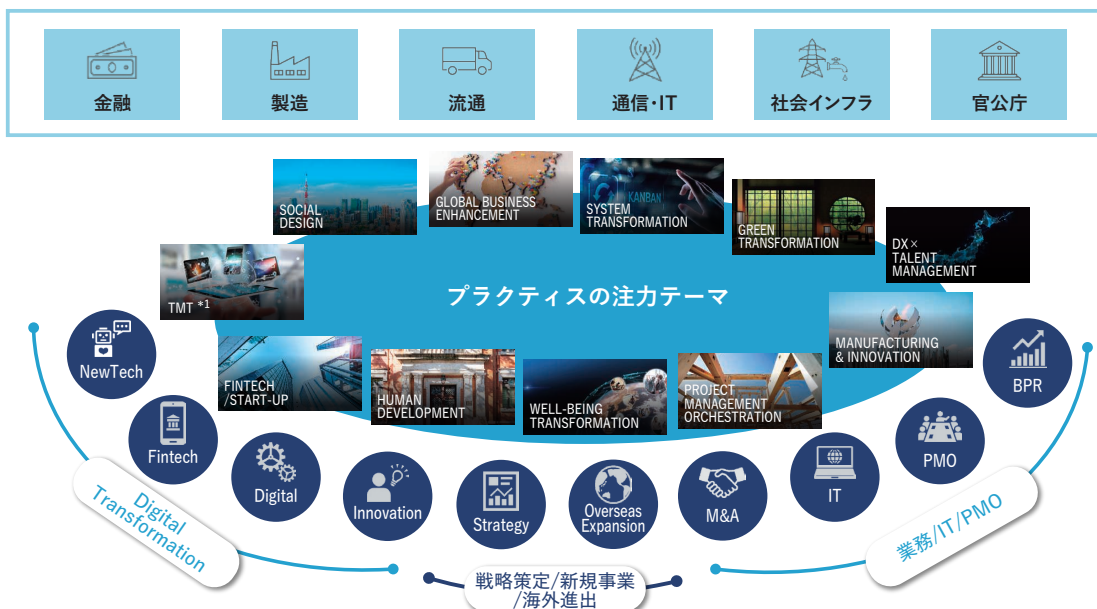 金融
製造
流通
通信・IT
社会インフラ
官公庁
SOCIAL
DESIGN
GLOBAL BUSINESS
ENHANCEMENT
KANBAN
SYSTEM
TRANSFORMATION
GREEN
TRANSFORMATION
DX×
TALENT
MANAGEMENT
TMT *1
プラクティスの注力テーマ
MANUFACTURING
& INNOVATION
FINTECH
/START-UP
HUMAN
DEVELOPMENT
WELL-BEING
TRANSFORMATION
PROJECT
MANAGEMENT
ORCHESTRATION
NewTech
Fintech
Digital
Innovation
Strategy
Overseas
Expansion
M&A
IT
PMO
BPR
Digital
Transformation
戦略策定/新規事業
/海外進出
業務/IT/PMO